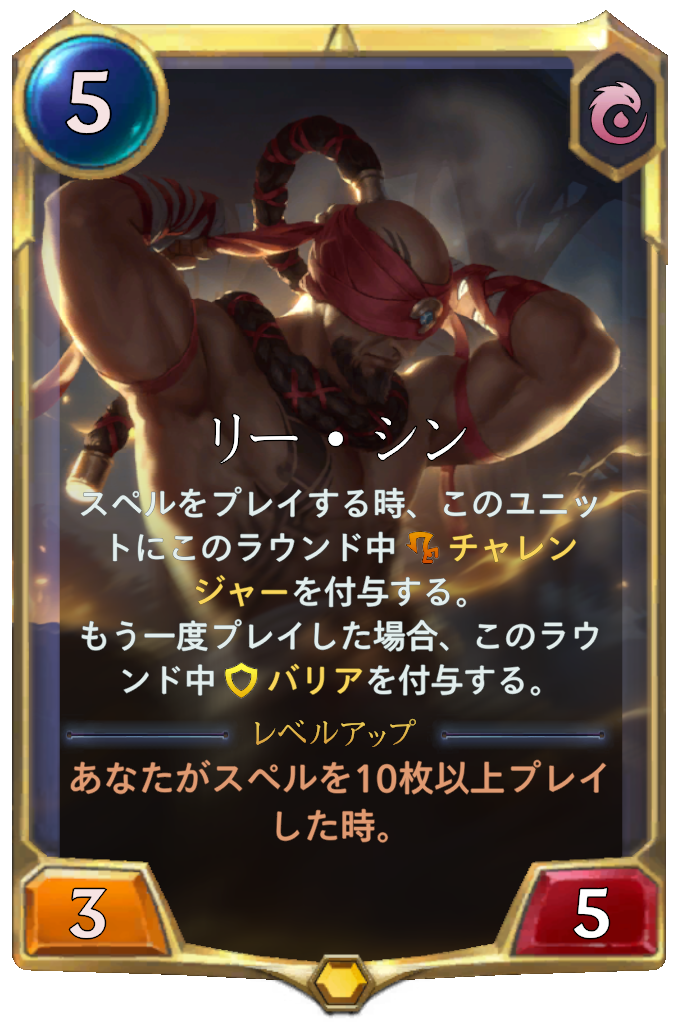 5
リー・シン
スペルをプレイする時、このユニッ
トにこのラウンド中 チャレン
ジャーを付与する。
もう一度プレイした場合、このラウ
ンド中 バリアを付与する。
レベルアップ
あなたがスペルを10枚以上プレイ
した時。
3
5